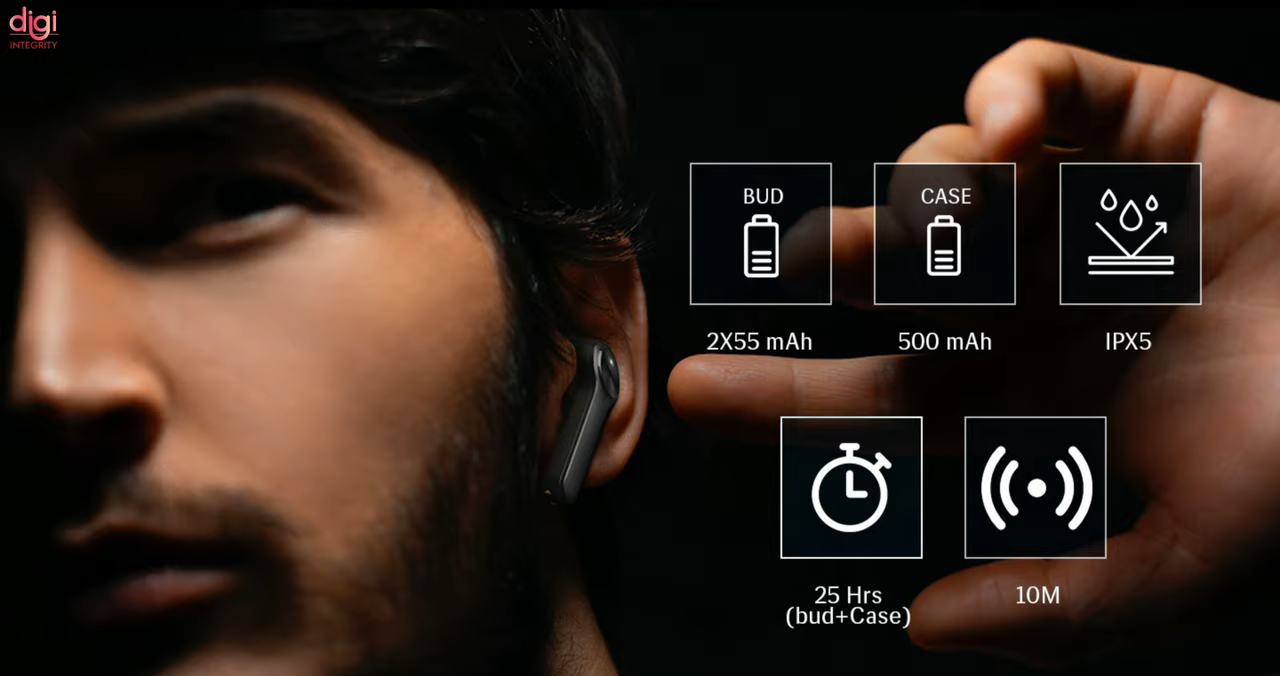 digi
INTEGRITY
BUD
CASE
2X55 mAh
500 mAh
IPX5
25 Hrs
(bud+Case)
10M